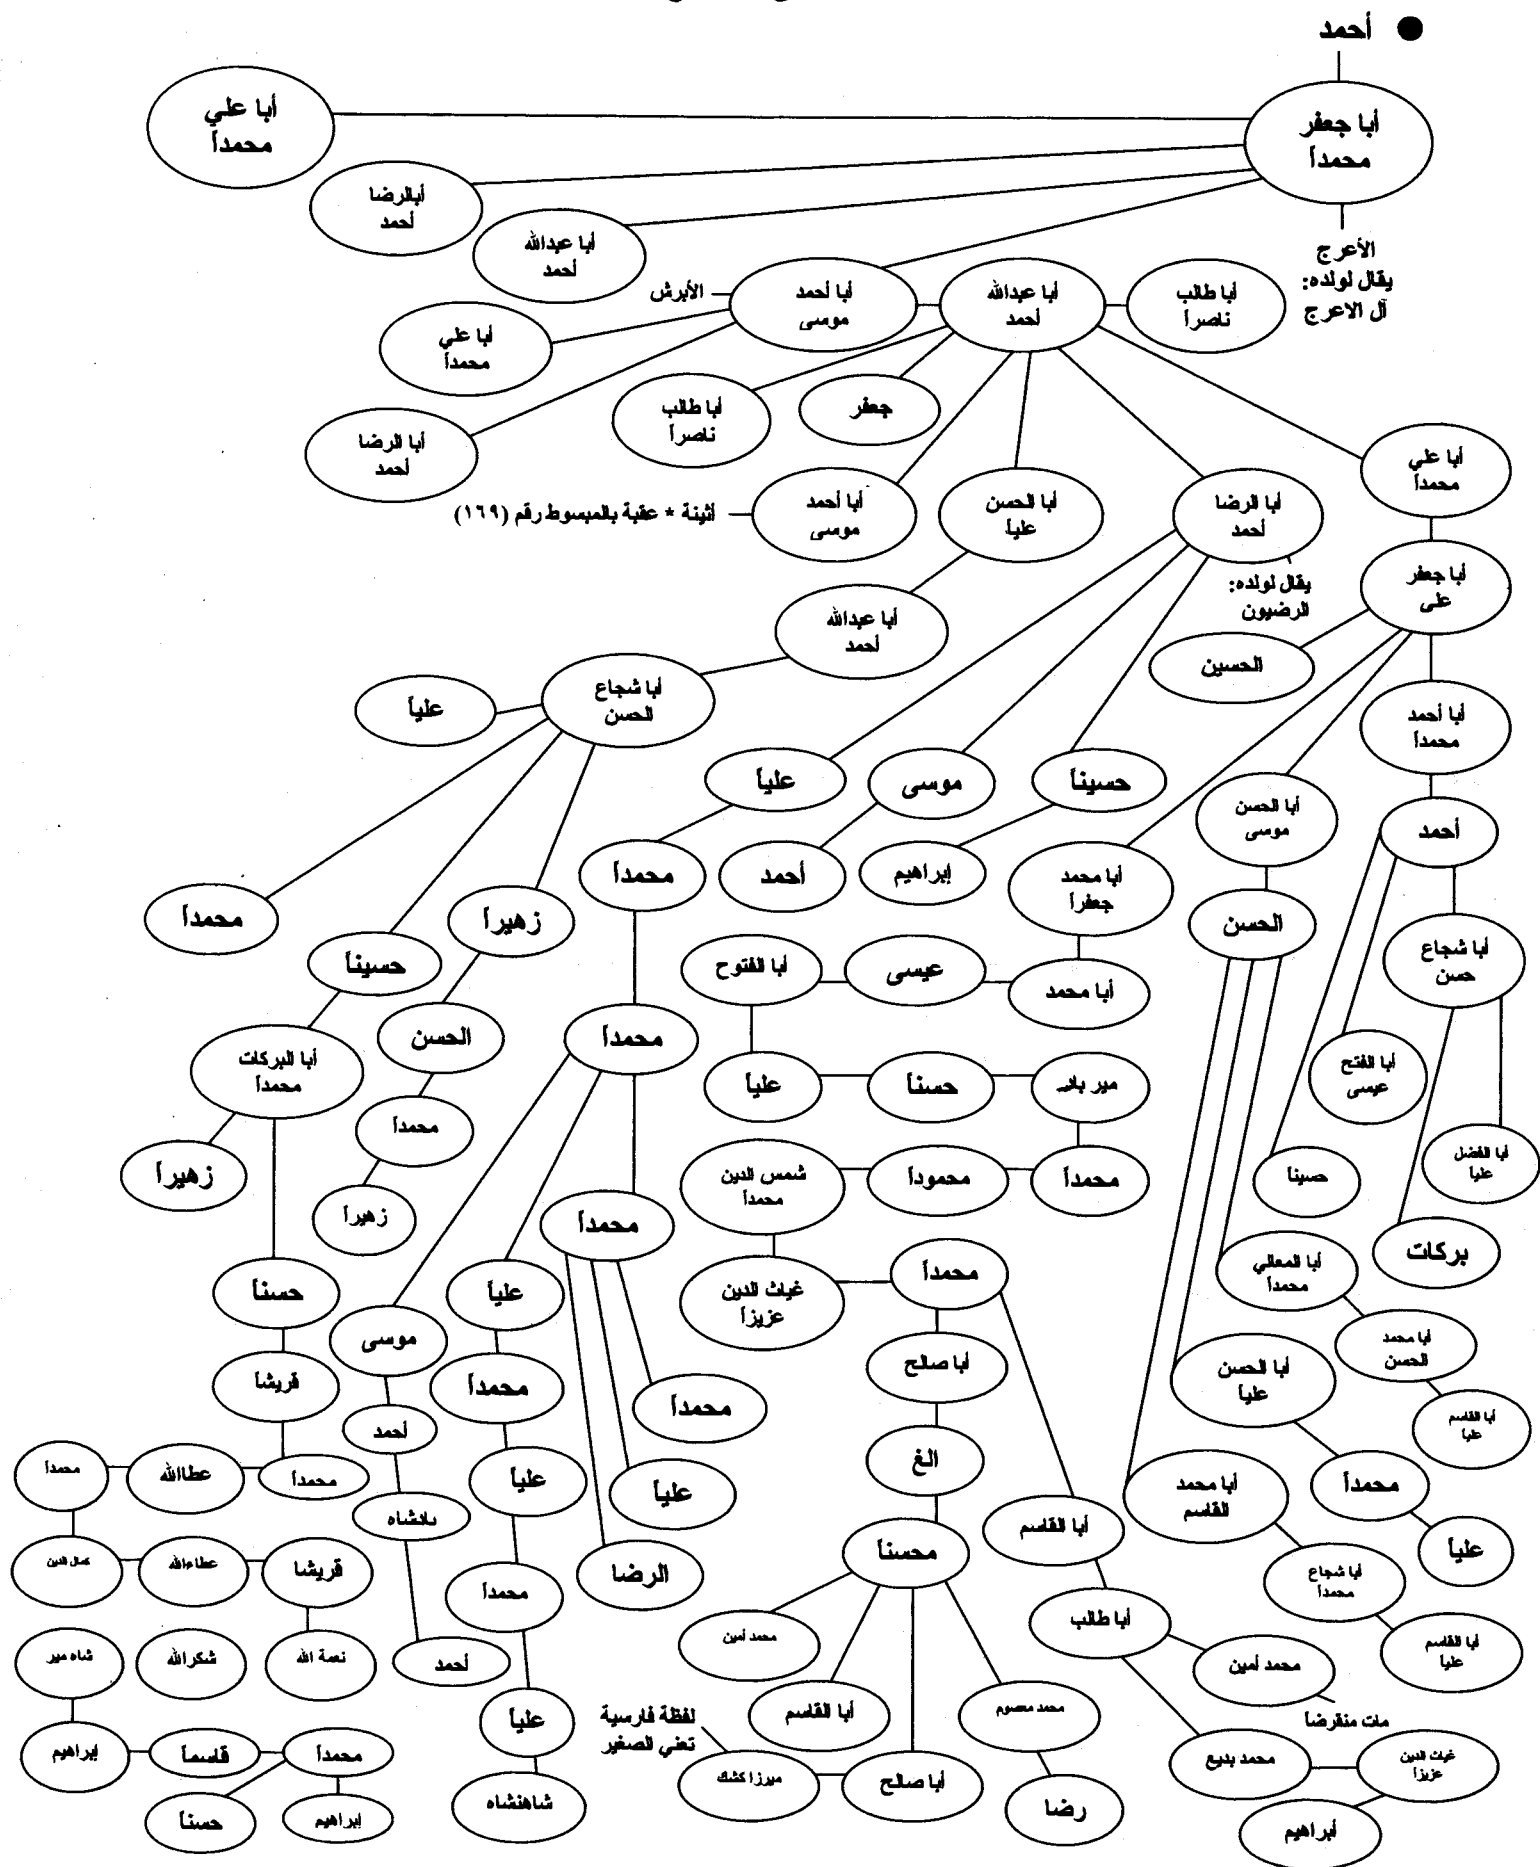 أحمد
أبا جعفر
محمداً
أبا علي
محمداً
أبالرضا
أحمد
أبا عبدالله
أحمد
الأعرج
يقال لولده:
آل الاعرج
أبا طالب
ناصراً
أبا عبدالله
أحمد
أبا أحمد
موسى
الأبرش
أبا علي
محمداً
جعفر
أبا طالب
ناصراً
أبا الرضا
أحمد
أبا علي
محمداً
أبا الرضا
أحمد
أبا الحسن
علياً
أبا أحمد
موسى
أثينة * عقبة بالمبسوط رقم (١٦٩)
أبا جعفر
على
يقال لولده:
الرضيون
أبا عبدالله
أحمد
الحسين
أبا شجاع
الحسن
علياً
أبا أحمد
محمداً
حسيناً
موسى
علياً
أبا الحسن
موسى
أحمد
أبا محمد
جعفراً
إبراهيم
أحمد
محمداً
زهيراً
محمداً
الحسن
أبا شجاع
حسن
أبا محمد
عيسى
أبا الفتوح
حسيناً
محمداً
الحسن
أبا البركات
محمداً
أبا الفتح
عيسى
مير
حسناً
علياً
محمداً
زهيراً
أبا الفضل
علياً
حسيناً
محمداً
محموداً
شمس الدين
محمداً
زهيراً
محمداً
بركات
أبا المعالي
محمداً
محمداً
غياث الدين
عزيزاً
علياً
حسناً
موسى
أبا محمد
الحسن
أبا صالح
أبا الحسن
علياً
محمداً
محمداً
قريشا
أحمد
أبا القاسم
علياً
الغ
محمداً
أبا محمد
القاسم
علياً
علياً
محمداً
عطاالله
محمداً
دانشاه
أبا القاسم
علياً
محسناً
الرضا
أبا شجاع
محمداً
محمداً
قريشا
عطاءالله
كمال الدين
أبا طالب
محمد أمين
أبا القاسم
علياً
محمد أمين
أحمد
نعمة الله
شكرالله
شاه مير
مات منقرضاً
محمد معصوم
أبا القاسم
لفظة فارسية
تعني الصغير
علياً
محمداً
قاسماً
إبراهيم
غياث الدين
عزيزاً
محمد بديع
أبا صالح
ميرزا كشك
رضا
شاهنشاه
إبراهيم
حسناً
أبراهيم